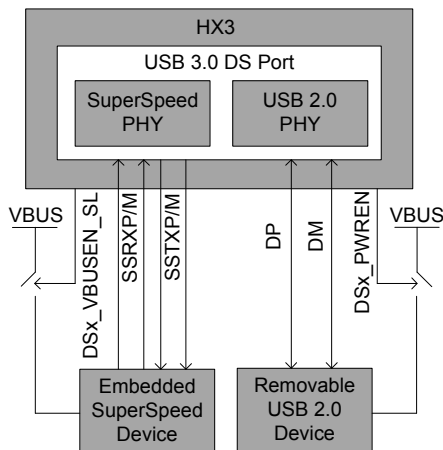 HX3
USB 3.0 DS Port
SuperSpeed
PHY
USB 2.0
PHY
VBUS
DSx_VBUSEN_SL
SSRXP/M
SSTXP/M
DP
DM
DSx_PWREN
VBUS
Embedded
SuperSpeed
Device
Removable
USB 2.0
Device